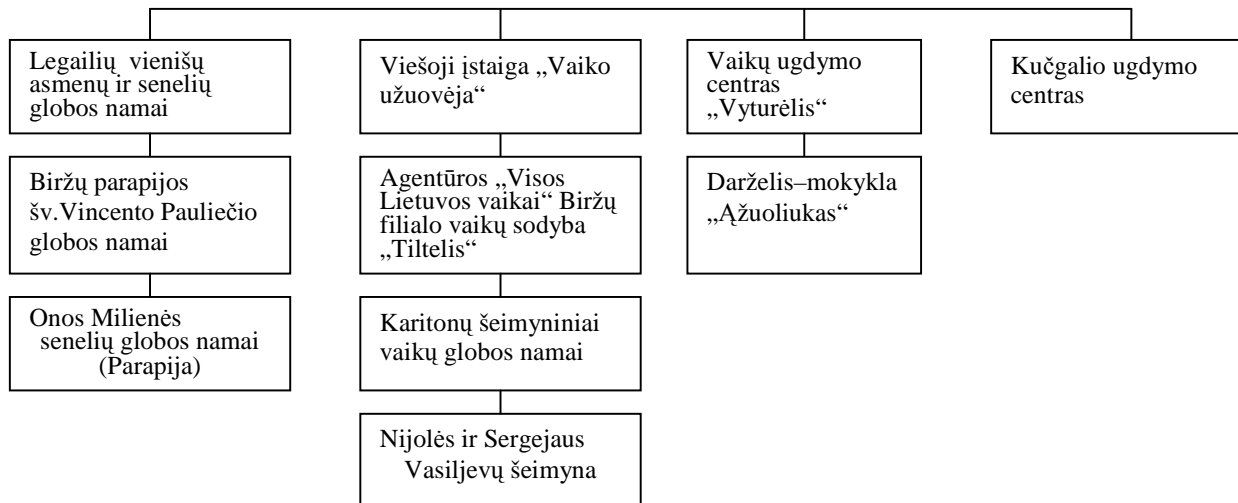 Legailių vienišų
asmenų ir senelių
globos namai
Biržų parapijos
šv.Vincento Pauliečio
globos namai
Onos Milienės
senelių globos namai
(Parapija)
Viešoji įstaiga „Vaiko
užuovėja“
Agentūros „Visos
Lietuvos vaikai“ Biržų
filialo vaikų sodyba
„Tiltelis“
Karitonų šeimyniniai
vaikų globos namai
Nijolės ir Sergejaus
Vasiljevų šeimyna
Vaikų ugdymo
centras
„Vyturėlis“
Darželis–mokykla
„Ąžuoliukas“
Kučgalio ugdymo
centras